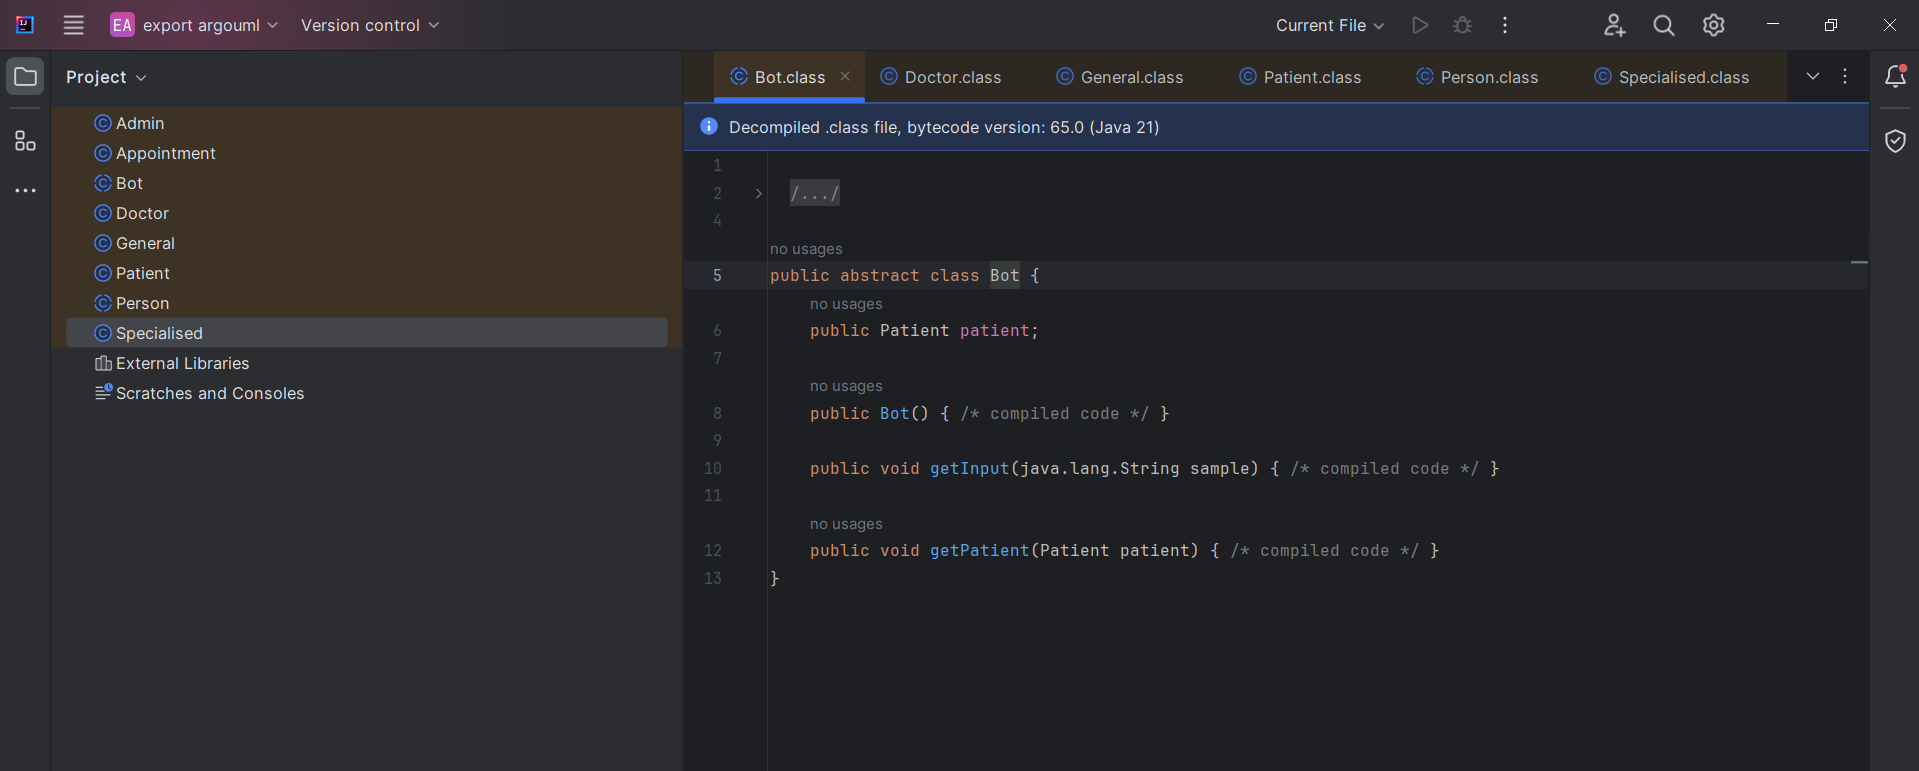 EA export argouml Version control Current File
Project
Bot.class Doctor.class General.class Patient.class Person.class Specialised.class
Admin
Appointment
Bot
Doctor
General
Patient
Person
Specialised
External Libraries
Scratches and Consoles
Decompiled .class file, bytecode version: 65.0 (Java 21)
1
2 /.../
4
no usages
5 public abstract class Bot {
no usages
6 public Patient patient;
7
no usages
8 public Bot() { /* compiled code */ }
9
10 public void getInput(java.lang.String sample) { /* compiled code */ }
11
no usages
12 public void getPatient(Patient patient) { /* compiled code */ }
13 }